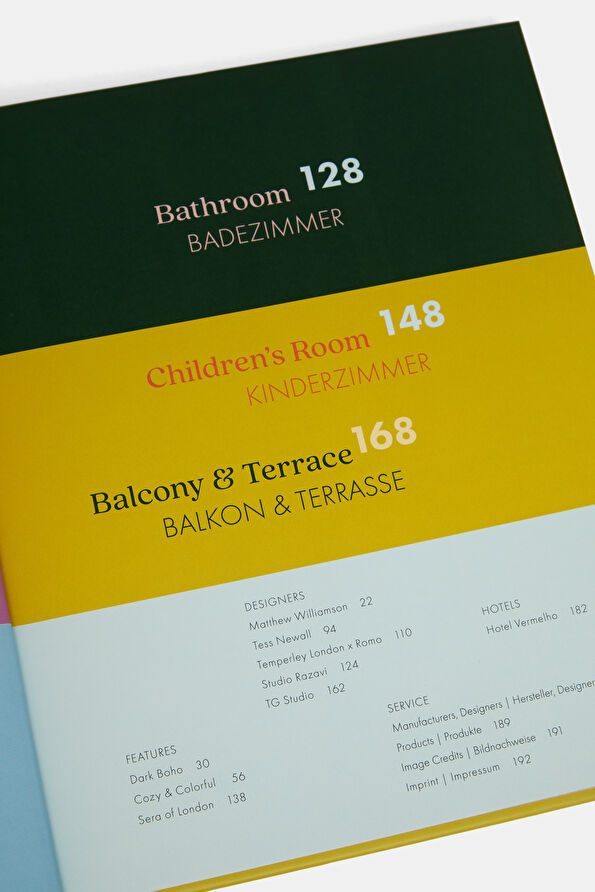 Bathroom 128
BADEZIMMER
Children's Room 148
KINDERZIMMER
Balcony & Terrace 168
BALKON & TERRASSE
DESIGNERS
Matthew Williamson 22
Tess Newall 94
Temperley London x Romo 110
Studio Razavi 124
TG Studio 162
HOTELS
Hotel Vermelho 182
FEATURES
Dark Boho 30
Cozy & Colorful 56
Sera of London 138
SERVICE
Manufacturers, Designers | Hersteller, Designer
Products | Produkte 189
Image Credits | Bildnachweise 191
Imprint | Impressum 192